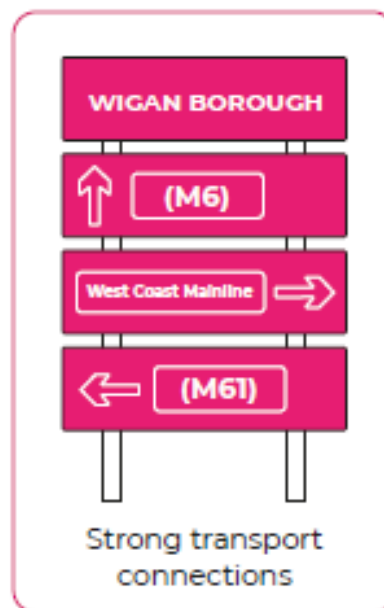 WIGAN BOROUGH
(M6)
West Coast Mainline
(M61)
Strong transport
connections